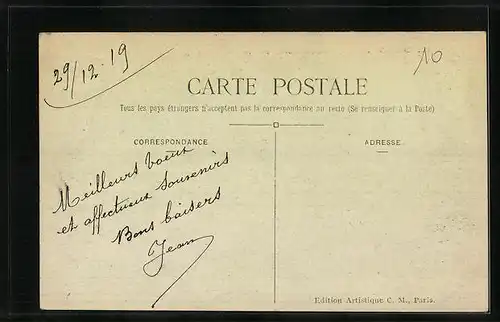 29/12.19
10
CARTE POSTALE
Tous les pays étrangers n'acceptent pas la correspondance au recto (Se renseigner à la Poste)
CORRESPONDANCE
ADRESSE
Meilleurs voeux
et affectueux souvenirs
Bons baisers
Jean
Edition Artistique C. M., Paris.